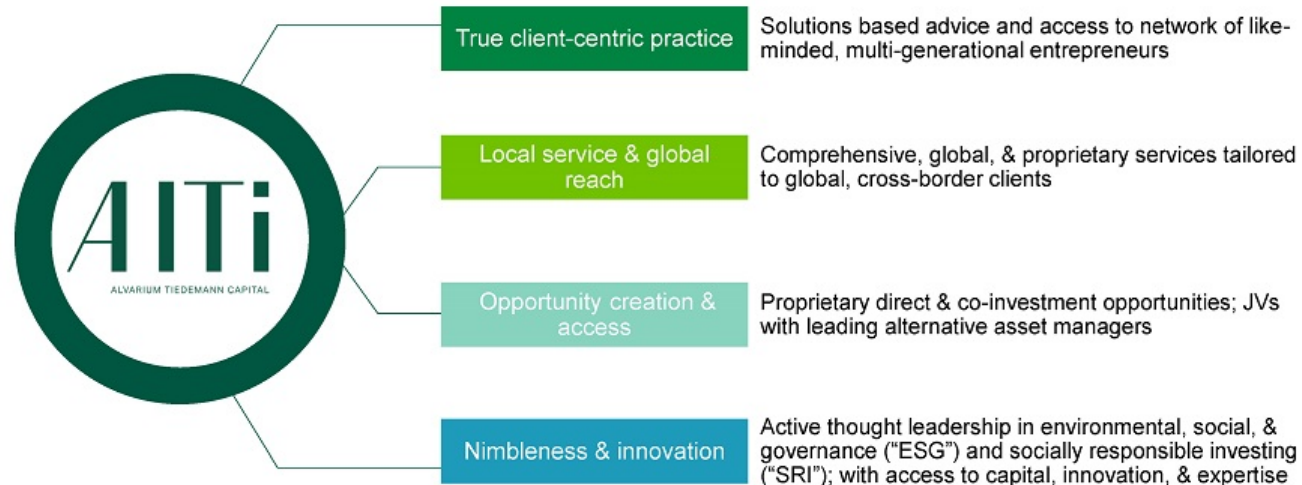 True client-centric practice
Solutions based advice and access to network of like-
minded, multi-generational entrepreneurs
Local service & global
reach
Comprehensive, global, & proprietary services tailored
to global, cross-border clients
AlTi
ALVARIUM TIEDEMANN CAPITAL
Opportunity creation &
access
Proprietary direct & co-investment opportunities; JVs
with leading alternative asset managers
Nimbleness & innovation
Active thought leadership in environmental, social, &
governance (“ESG”) and socially responsible investing
(“SRI”); with access to capital, innovation, & expertise